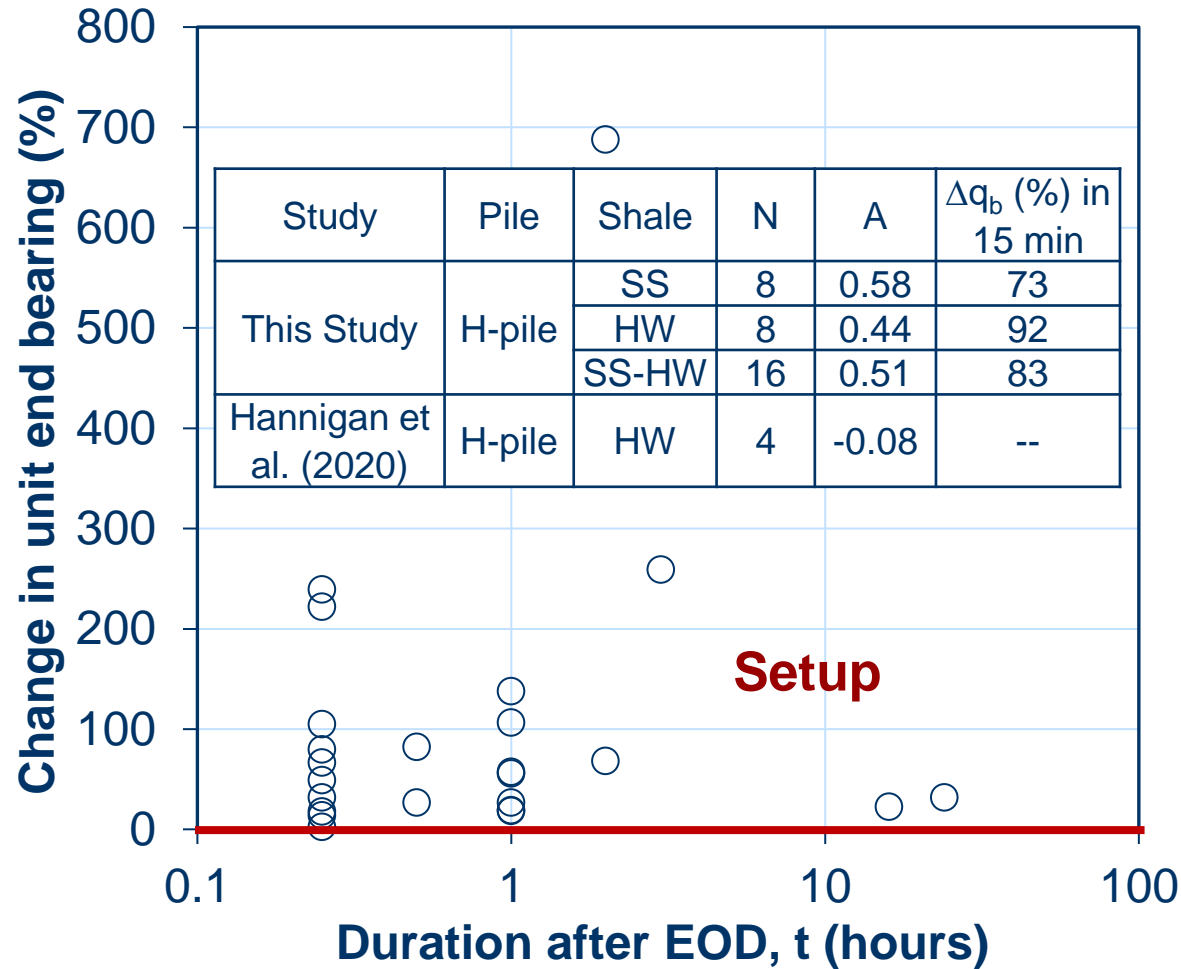 800
700
600
500
400
300
200
100
0
Change in unit end bearing (%)
Study Pile Shale N A Δq_b (%) in
15 min
This Study H-pile SS 8 0.58 73
HW 8 0.44 92
SS-HW 16 0.51 83
Hannigan et
al. (2020) H-pile HW 4 -0.08 --
Setup
0.1 1 10 100
Duration after EOD, t (hours)